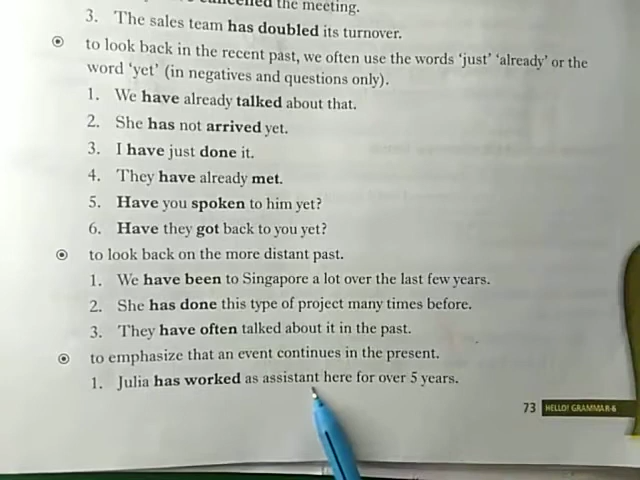 cancelled the meeting.
3. The sales team has doubled its turnover.
to look back in the recent past, we often use the words 'just' 'already' or the
word 'yet' (in negatives and questions only).
1. We have already talked about that.
2. She has not arrived yet.
3. I have just done it.
4. They have already met.
5. Have you spoken to him yet?
6. Have they got back to you yet?
to look back on the more distant past.
1. We have been to Singapore a lot over the last few years.
2. She has done this type of project many times before.
3. They have often talked about it in the past.
to emphasize that an event continues in the present.
1. Julia has worked as assistant here for over 5 years.
73 HELLO! GRAMMAR-6